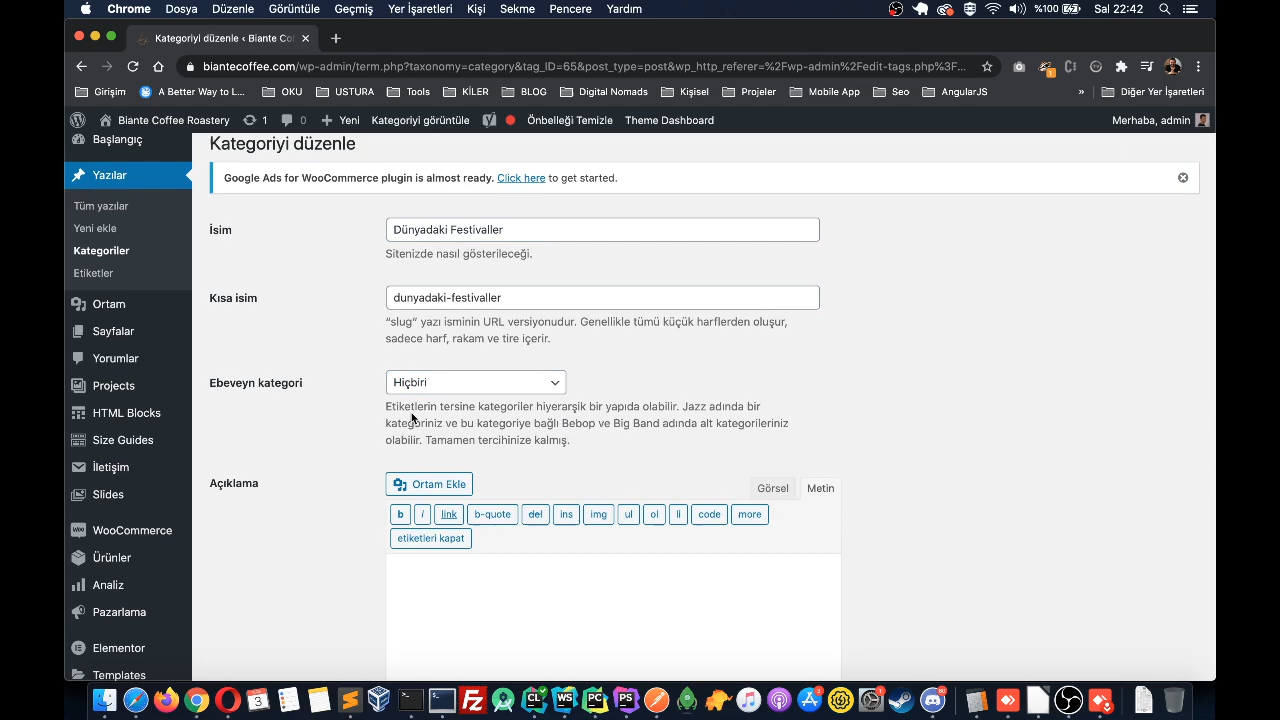 Chrome Dosya Düzenle Görüntüle Geçmiş Yer İşaretleri Kişi Sekme Pencere Yardım %100 Sal 22:42
Kategoriyi düzenle ‹ Biante Co
biantecoffee.com/wp-admin/term.php?taxonomy=category&tag_ID=65&post_type=post&wp_http_referer=%2Fwp-admin%2Fedit-tags.php%3F...
Girişim A Better Way to L... OKU USTURA Tools KİLER BLOG Digital Nomads Kişisel Projeler Mobile App Seo AngularJS » Diğer Yer İşaretleri
Biante Coffee Roastery 1 0 Yeni Kategoriyi görüntüle Önbelleği Temizle Theme Dashboard Merhaba, admin
Başlangıç
Yazılar
Tüm yazılar
Yeni ekle
Kategoriler
Etiketler
Ortam
Sayfalar
Yorumlar
Projects
HTML Blocks
Size Guides
İletişim
Slides
WooCommerce
Ürünler
Analiz
Pazarlama
Elementor
Templates
Kategoriyi düzenle
Google Ads for WooCommerce plugin is almost ready. Click here to get started.
İsim
Dünyadaki Festivaller
Sitenizde nasıl gösterileceği.
Kısa isim
dunyadaki-festivaller
“slug” yazı isminin URL versiyonudur. Genellikle tümü küçük harflerden oluşur,
sadece harf, rakam ve tire içerir.
Ebeveyn kategori
Hiçbiri
Etiketlerin tersine kategoriler hiyerarşik bir yapıda olabilir. Jazz adında bir
kategoriniz ve bu kategoriye bağlı Bebop ve Big Band adında alt kategorileriniz
olabilir. Tamamen tercihinize kalmış.
Açıklama
Ortam Ekle
Görsel Metin
b i link b-quote del ins img ul ol li code more
etiketleri kapat